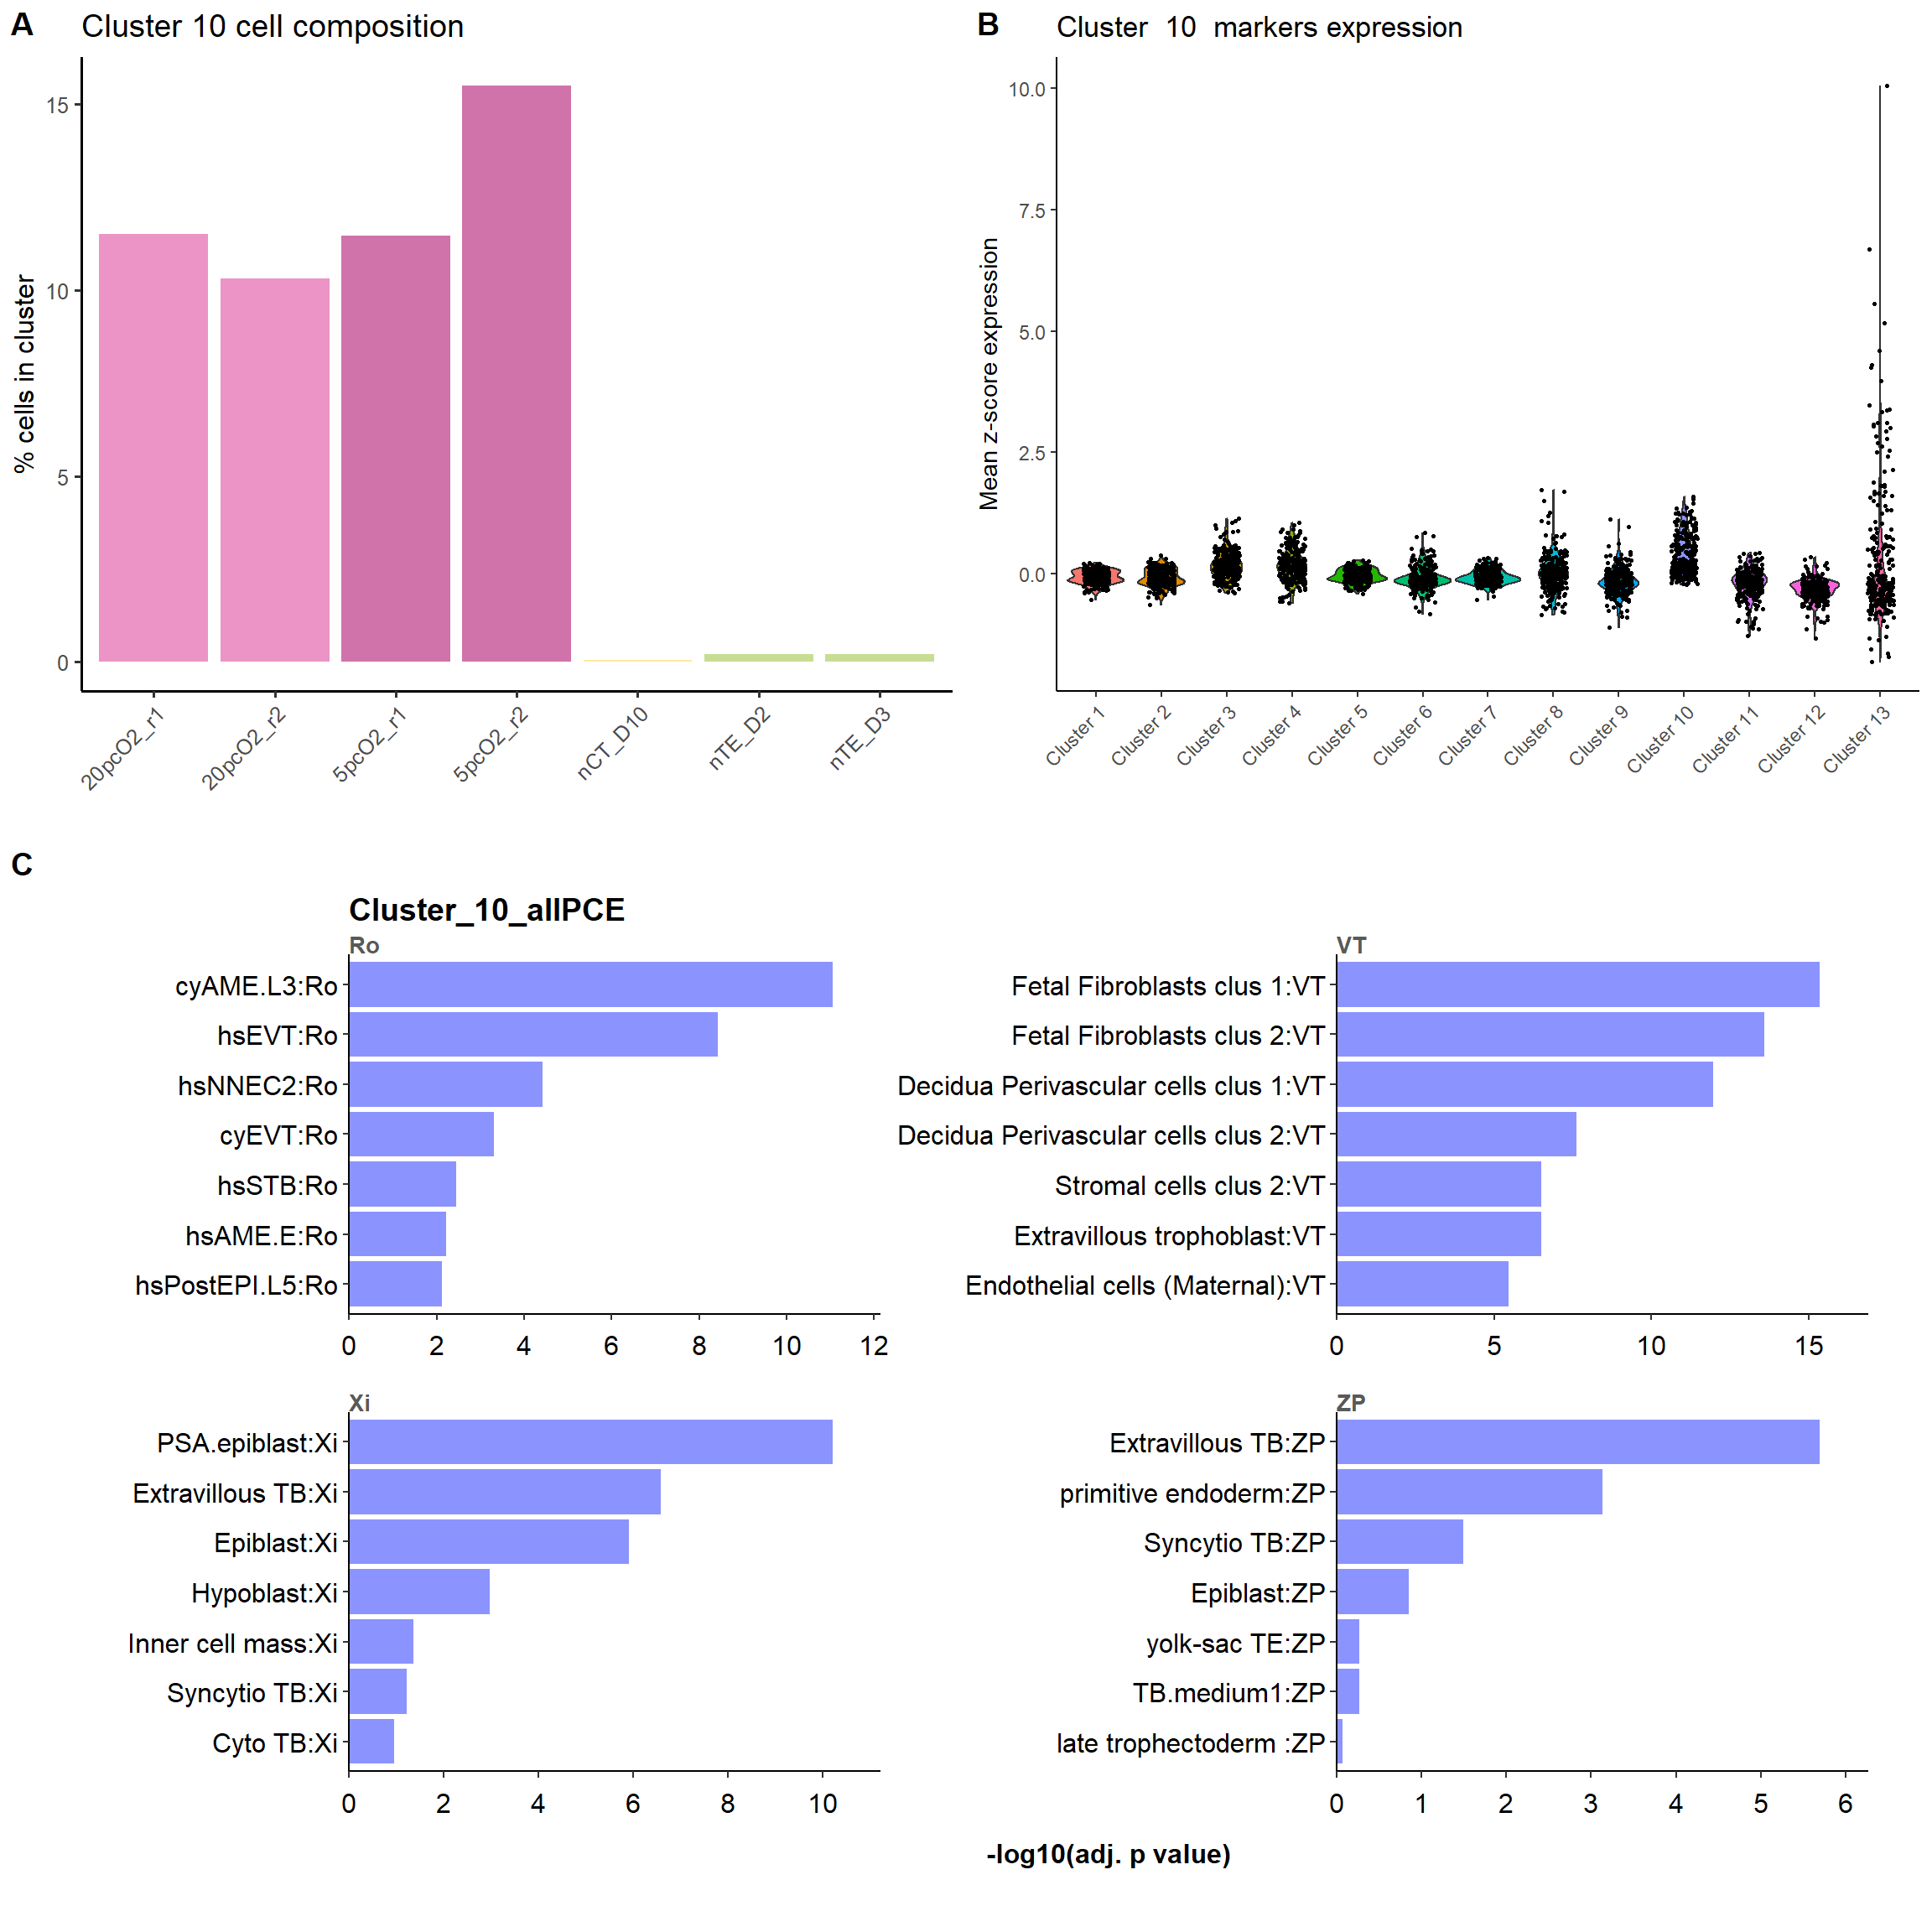 A
Cluster 10 cell composition
% cells in cluster
15
10
5
0
20pcO2_r1
20pcO2_r2
5pcO2_r1
5pcO2_r2
nCT_D10
nTE_D2
nTE_D3
B
Cluster  10  markers expression
Mean z-score expression
10.0
7.5
5.0
2.5
0.0
Cluster 1
Cluster 2
Cluster 3
Cluster 4
Cluster 5
Cluster 6
Cluster 7
Cluster 8
Cluster 9
Cluster 10
Cluster 11
Cluster 12
Cluster 13
C
Cluster_10_allPCE
Ro
cyAME.L3:Ro
hsEVT:Ro
hsNNEC2:Ro
cyEVT:Ro
hsSTB:Ro
hsAME.E:Ro
hsPostEPI.L5:Ro
0 2 4 6 8 10 12
VT
Fetal Fibroblasts clus 1:VT
Fetal Fibroblasts clus 2:VT
Decidua Perivascular cells clus 1:VT
Decidua Perivascular cells clus 2:VT
Stromal cells clus 2:VT
Extravillous trophoblast:VT
Endothelial cells (Maternal):VT
0 5 10 15
Xi
PSA.epiblast:Xi
Extravillous TB:Xi
Epiblast:Xi
Hypoblast:Xi
Inner cell mass:Xi
Syncytio TB:Xi
Cyto TB:Xi
0 2 4 6 8 10
ZP
Extravillous TB:ZP
primitive endoderm:ZP
Syncytio TB:ZP
Epiblast:ZP
yolk-sac TE:ZP
TB.medium1:ZP
late trophectoderm :ZP
0 1 2 3 4 5 6
-log10(adj. p value)